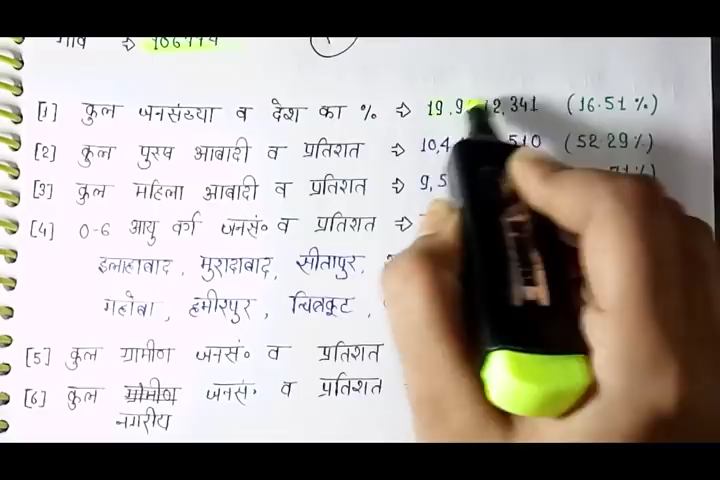 गाँव ⇒ 106774
[1] कुल जनसंख्या व देश का % ⇒ 19,9 12,341 (16.51%)
[2] कुल पुरुष आबादी व प्रतिशत ⇒ 10,4 510 (52.29%)
[3] कुल महिला आबादी व प्रतिशत ⇒ 9,5
[4] 0-6 आयु वर्ग जनसं० व प्रतिशत ⇒
इलाहाबाद, मुरादाबाद, सीतापुर,
महोबा, हमीरपुर, चित्रकूट,
[5] कुल ग्रामीण जनसं० व प्रतिशत
[6] कुल ग्रामीण जनसं० व प्रतिशत
नगरीय